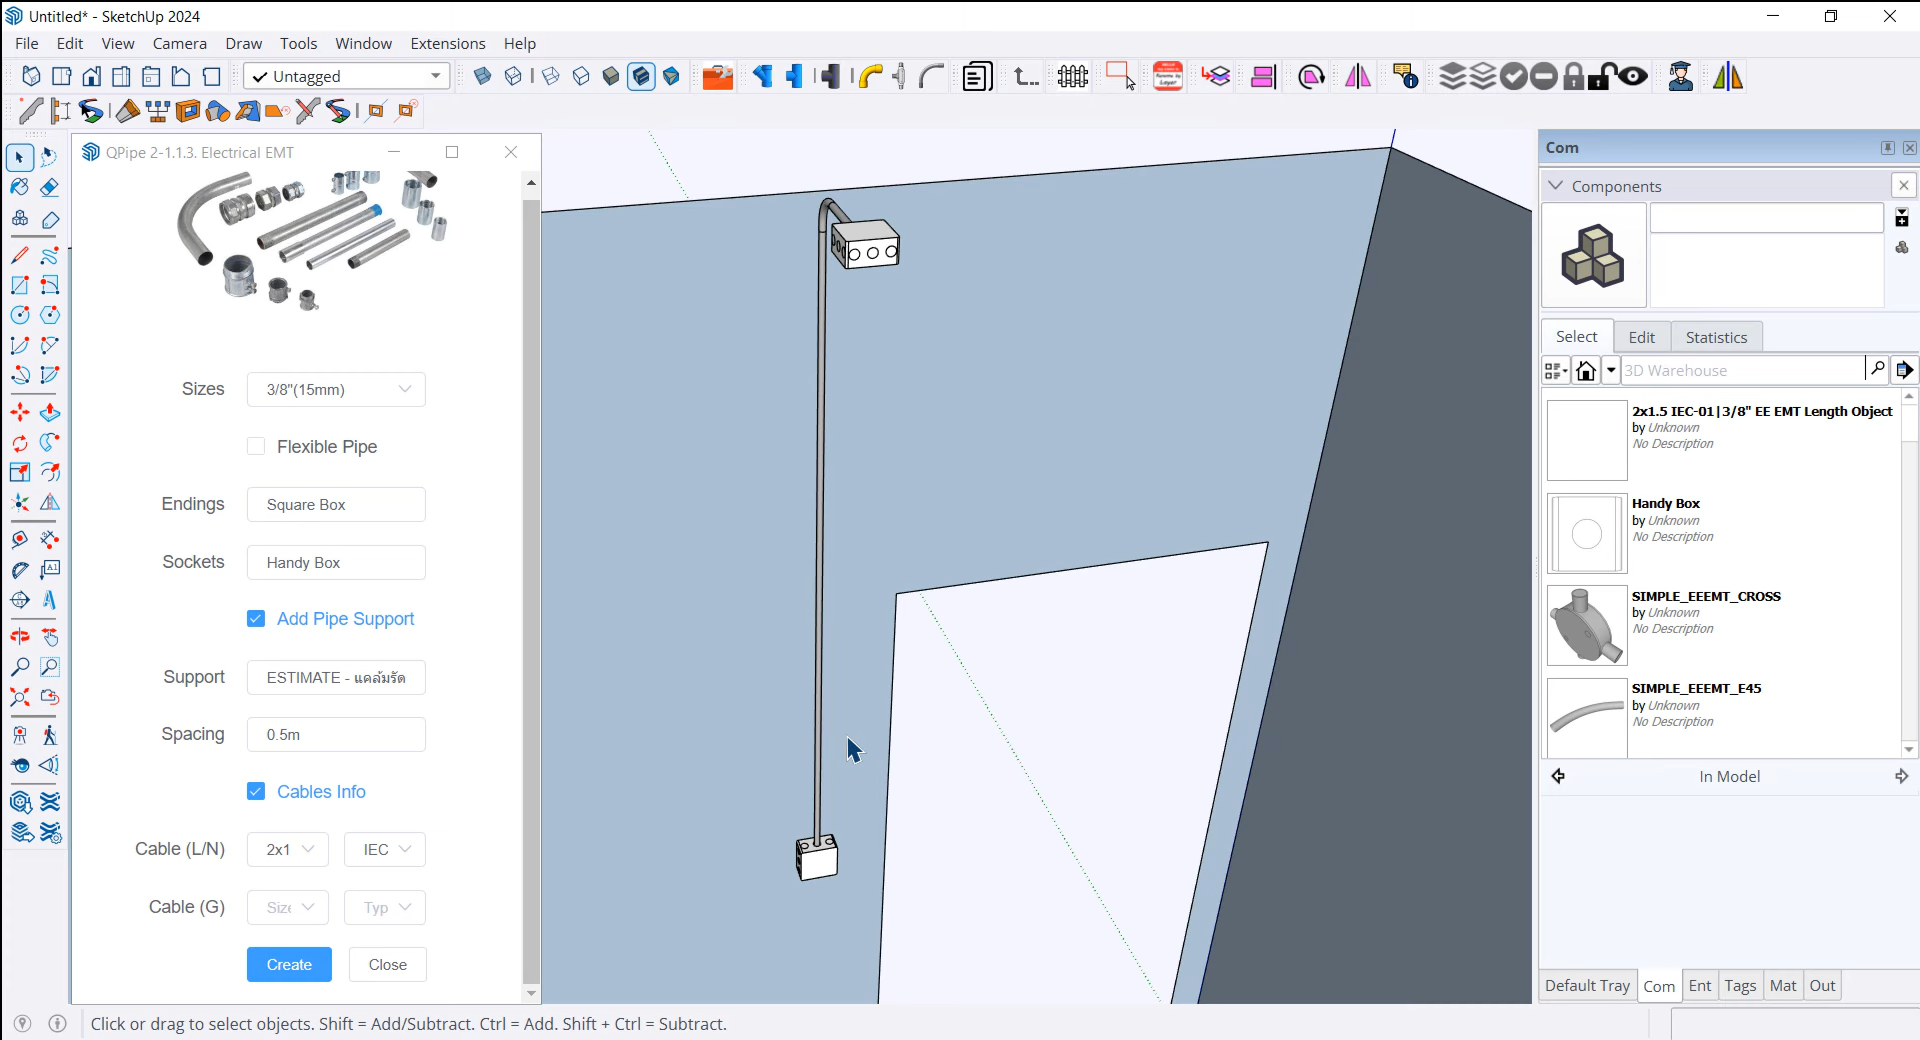 Untitled* - SketchUp 2024
File Edit View Camera Draw Tools Window Extensions Help
Untagged
QPipe 2-1.1.3. Electrical EMT
Sizes 3/8"(15mm)
Flexible Pipe
Endings Square Box
Sockets Handy Box
Add Pipe Support
Support ESTIMATE - แคล้มรัด
Spacing 0.5m
Cables Info
Cable (L/N) 2x1 IEC
Cable (G) Size Typ
Create Close
Com
Components
Select Edit Statistics
3D Warehouse
2x1.5 IEC-01|3/8" EE EMT Length Object
by Unknown
No Description
Handy Box
by Unknown
No Description
SIMPLE_EEEMT_CROSS
by Unknown
No Description
SIMPLE_EEEMT_E45
by Unknown
No Description
In Model
Default Tray Com Ent Tags Mat Out
Click or drag to select objects. Shift = Add/Subtract. Ctrl = Add. Shift + Ctrl = Subtract.